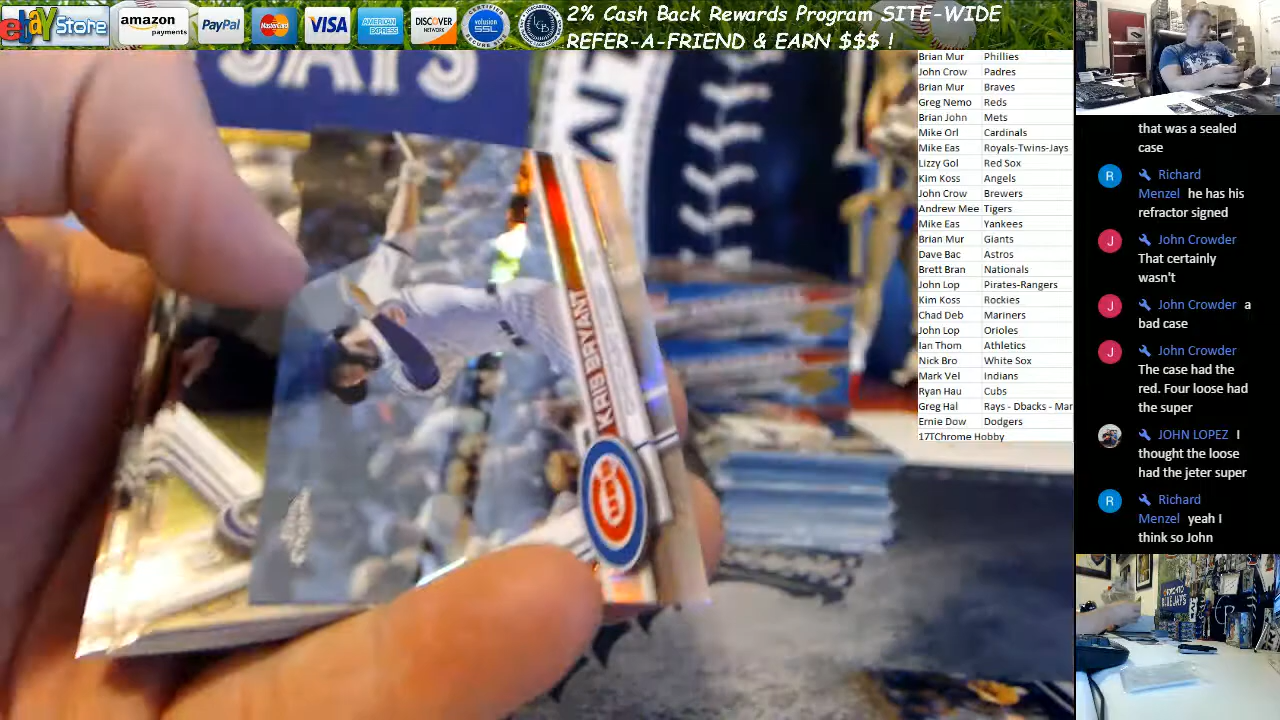 ebay Store
amazon
payments
PayPal
MasterCard
VISA
AMERICAN
EXPRESS
DISCOVER
NETWORK
volusion
SSL
CERTIFIED
2% Cash Back Rewards Program SITE-WIDE
REFER-A-FRIEND & EARN $$$ !
JAYS
KRIS BRYANT
CUBS
Brian Mur Phillies
John Crow Padres
Brian Mur Braves
Greg Nemo Reds
Brian John Mets
Mike Orl Cardinals
Mike Eas Royals-Twins-Jays
Lizzy Gol Red Sox
Kim Koss Angels
John Crow Brewers
Andrew Mee Tigers
Mike Eas Yankees
Brian Mur Giants
Dave Bac Astros
Brett Bran Nationals
John Lop Pirates-Rangers
Kim Koss Rockies
Chad Deb Mariners
John Lop Orioles
Ian Thom Athletics
Nick Bro White Sox
Mark Vel Indians
Ryan Hau Cubs
Greg Hal Rays - Dbacks - Mar
Ernie Dow Dodgers
17TChrome Hobby
that was a sealed
case
R Richard
Menzel he has his
refractor signed
J John Crowder
That certainly
wasn't
J John Crowder a
bad case
J John Crowder
The case had the
red. Four loose had
the super
JOHN LOPEZ I
thought the loose
had the jeter super
R Richard
Menzel yeah I
think so John
BLUE JAYS